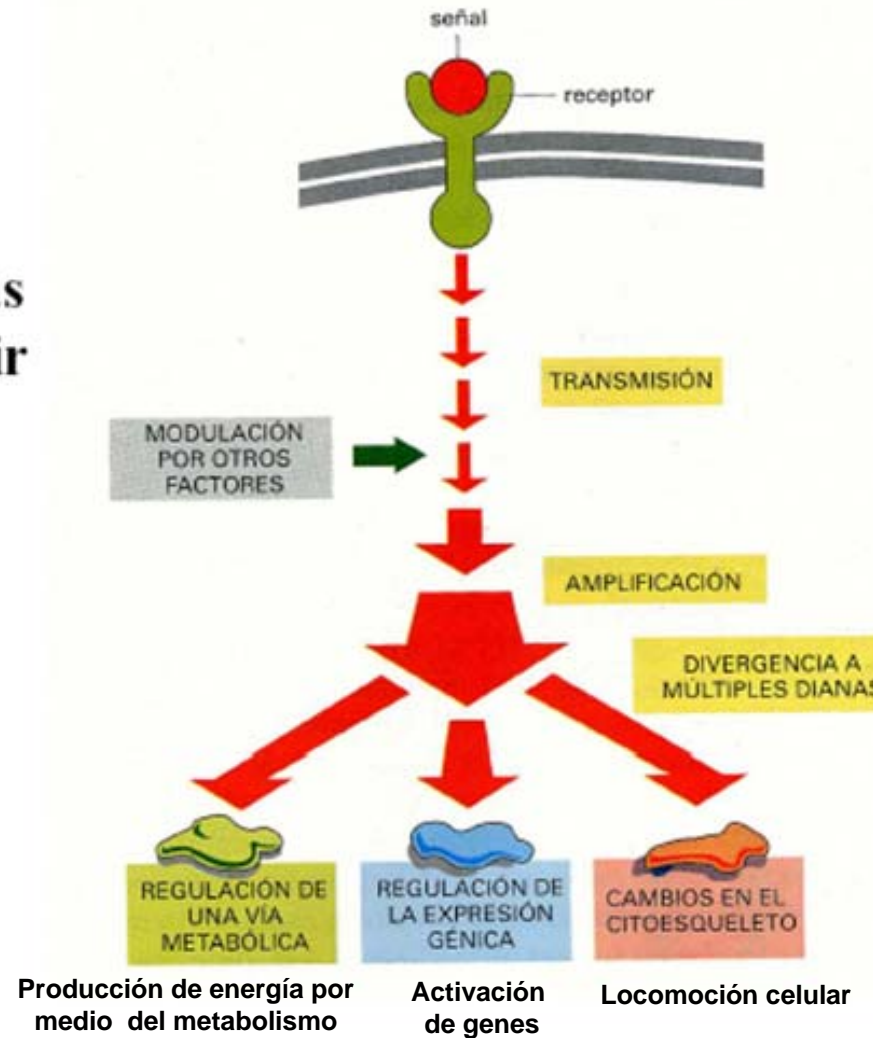 señal
receptor
TRANSMISIÓN
MODULACIÓN
POR OTROS
FACTORES
AMPLIFICACIÓN
DIVERGENCIA A
MÚLTIPLES DIANAS
REGULACIÓN DE
UNA VÍA
METABÓLICA
REGULACIÓN DE
LA EXPRESIÓN
GÉNICA
CAMBIOS EN EL
CITOESQUELETO
Producción de energía por
medio del metabolismo
Activación
de genes
Locomoción celular